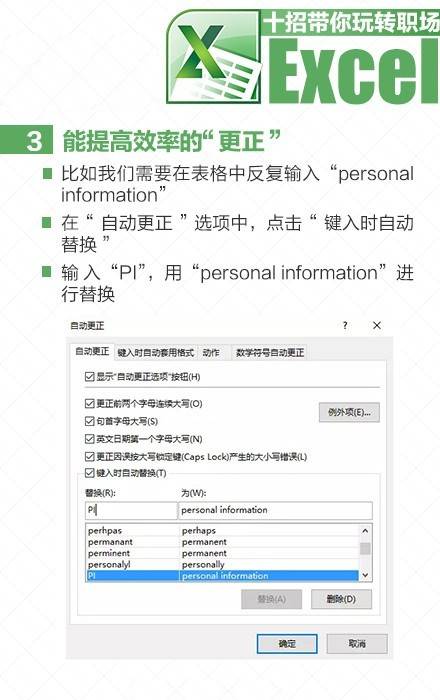 十招带你玩转职场
Excel
3 能提高效率的“更正”
比如我们需要在表格中反复输入“personal
information”
在“自动更正”选项中，点击“键入时自动
替换”
输入“PI”，用“personal information”进
行替换
自动更正 ? ×
自动更正 键入时自动套用格式 动作 数学符号自动更正
显示"自动更正选项"按钮(H)
更正前两个字母连续大写(O)
例外项(E)...
句首字母大写(S)
英文日期第一个字母大写(N)
更正因误按大写锁定键(Caps Lock)产生的大小写错误(L)
键入时自动替换(T)
替换(R): 为(W):
PI personal information
perhpas perhaps
permanant permanent
perminent permanent
personalyl personally
PI personal information
替换(A) 删除(D)
确定 取消